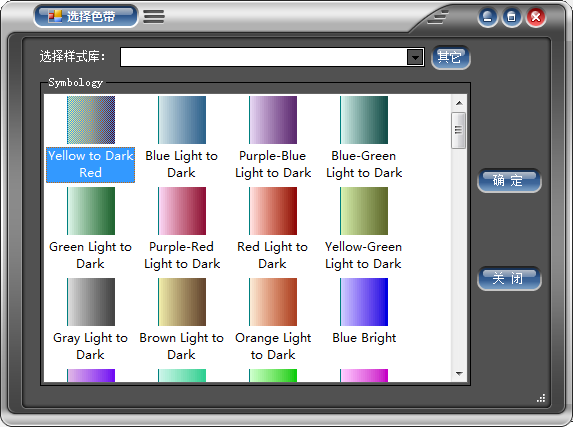 选择色带
选择样式库：
其它
Symbology
Yellow to Dark
Red
Blue Light to
Dark
Purple-Blue
Light to Dark
Blue-Green
Light to Dark
Green Light to
Dark
Purple-Red
Light to Dark
Red Light to
Dark
Yellow-Green
Light to Dark
Gray Light to
Dark
Brown Light to
Dark
Orange Light
to Dark
Blue Bright
确 定
关 闭